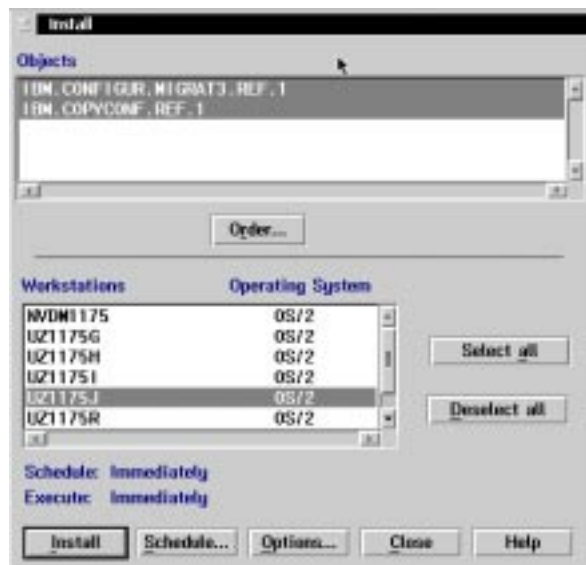 Install
Objects
IBM.CONFIGUR.MIGRAT3.REF.1
IBM.COPYCONF.REF.1
Order...
Workstations Operating System
NVDM1175 OS/2
UZ1175G OS/2
UZ1175H OS/2
UZ1175I OS/2
UZ1175J OS/2
UZ1175R OS/2
Select all
Deselect all
Schedule: Immediately
Execute: Immediately
Install Schedule... Options... Close Help